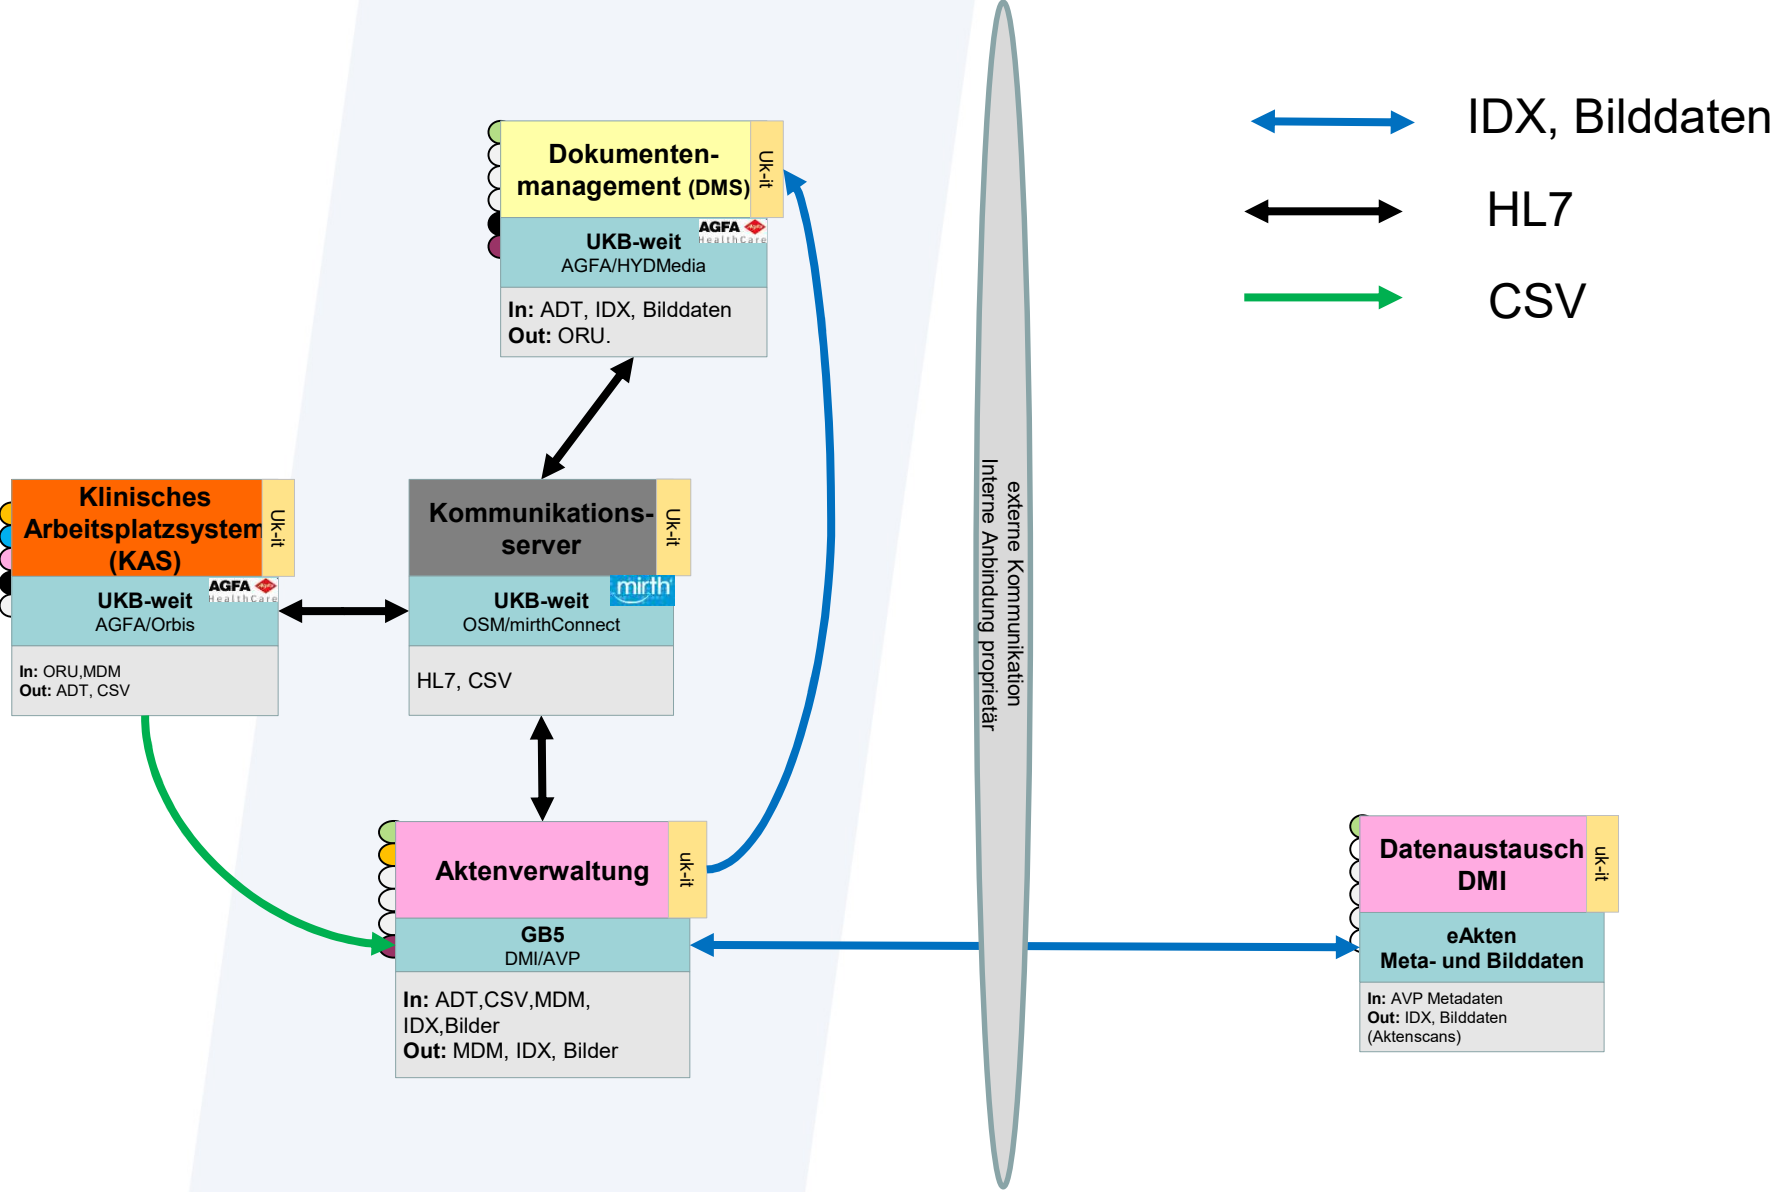 IDX, Bilddaten
HL7
CSV
Dokumenten-
management (DMS)
Uk-it
UKB-weit
AGFA/HYDMedia
AGFA
HealthCare
In: ADT, IDX, Bilddaten
Out: ORU.
Klinisches
Arbeitsplatzsystem
(KAS)
Uk-it
UKB-weit
AGFA/Orbis
AGFA
HealthCare
In: ORU,MDM
Out: ADT, CSV
Kommunikations-
server
Uk-it
UKB-weit
OSM/mirthConnect
mirth
HL7, CSV
externe Kommunikation
Interne Anbindung proprietär
Aktenverwaltung
uk-it
GB5
DMI/AVP
In: ADT,CSV,MDM,
IDX,Bilder
Out: MDM, IDX, Bilder
Datenaustausch
DMI
uk-it
eAkten
Meta- und Bilddaten
In: AVP Metadaten
Out: IDX, Bilddaten
(Aktenscans)